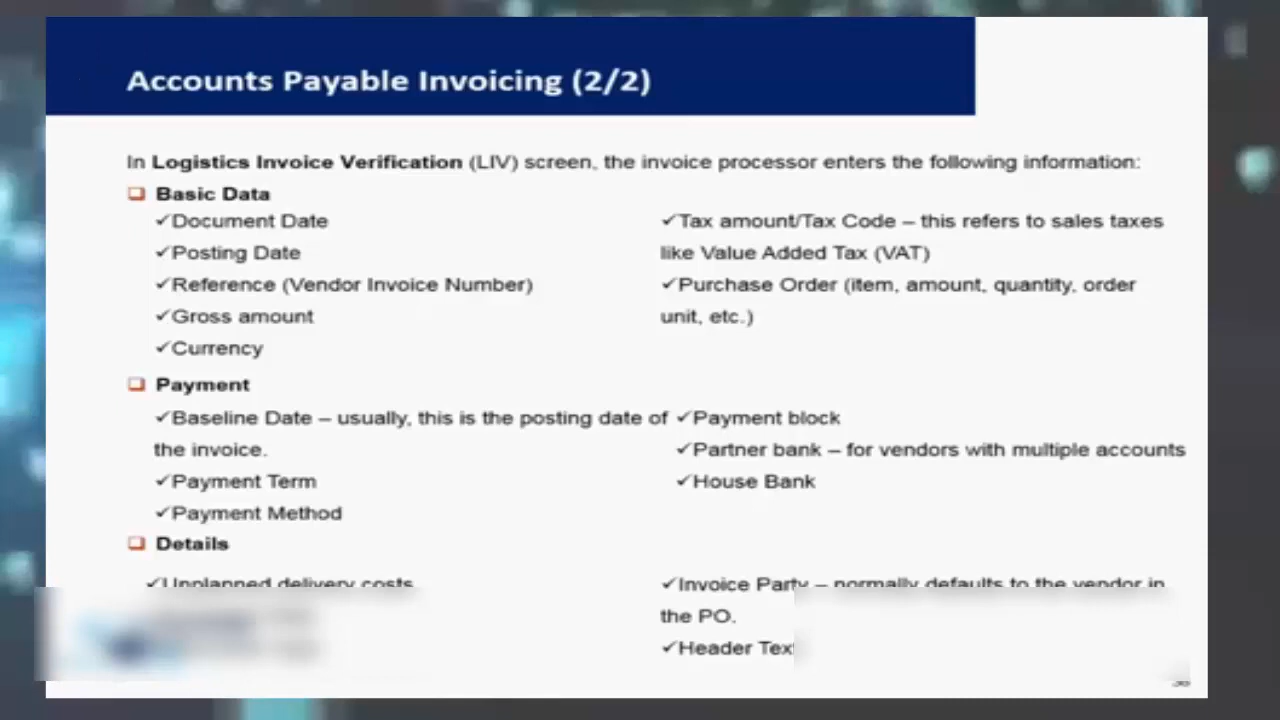 Accounts Payable Invoicing (2/2)
In Logistics Invoice Verification (LIV) screen, the invoice processor enters the following information:
❑ Basic Data
✓Document Date
✓Posting Date
✓Reference (Vendor Invoice Number)
✓Gross amount
✓Currency
✓Tax amount/Tax Code – this refers to sales taxes
like Value Added Tax (VAT)
✓Purchase Order (item, amount, quantity, order
unit, etc.)
❑ Payment
✓Baseline Date – usually, this is the posting date of
the invoice.
✓Payment Term
✓Payment Method
✓Payment block
✓Partner bank – for vendors with multiple accounts
✓House Bank
❑ Details
✓Unplanned delivery costs
✓Invoice Party – normally defaults to the vendor in
the PO.
✓Header Text